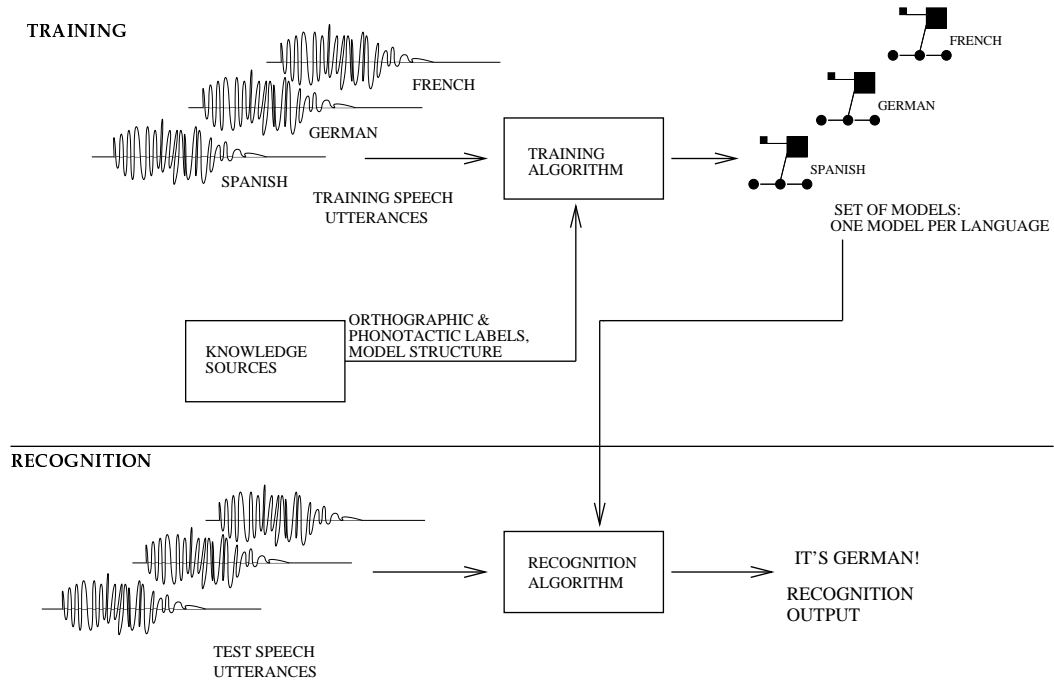 TRAINING
FRENCH
GERMAN
SPANISH
TRAINING SPEECH
UTTERANCES
TRAINING
ALGORITHM
FRENCH
GERMAN
SPANISH
SET OF MODELS:
ONE MODEL PER LANGUAGE
KNOWLEDGE
SOURCES
ORTHOGRAPHIC &
PHONOTACTIC LABELS,
MODEL STRUCTURE
RECOGNITION
TEST SPEECH
UTTERANCES
RECOGNITION
ALGORITHM
IT'S GERMAN!
RECOGNITION
OUTPUT